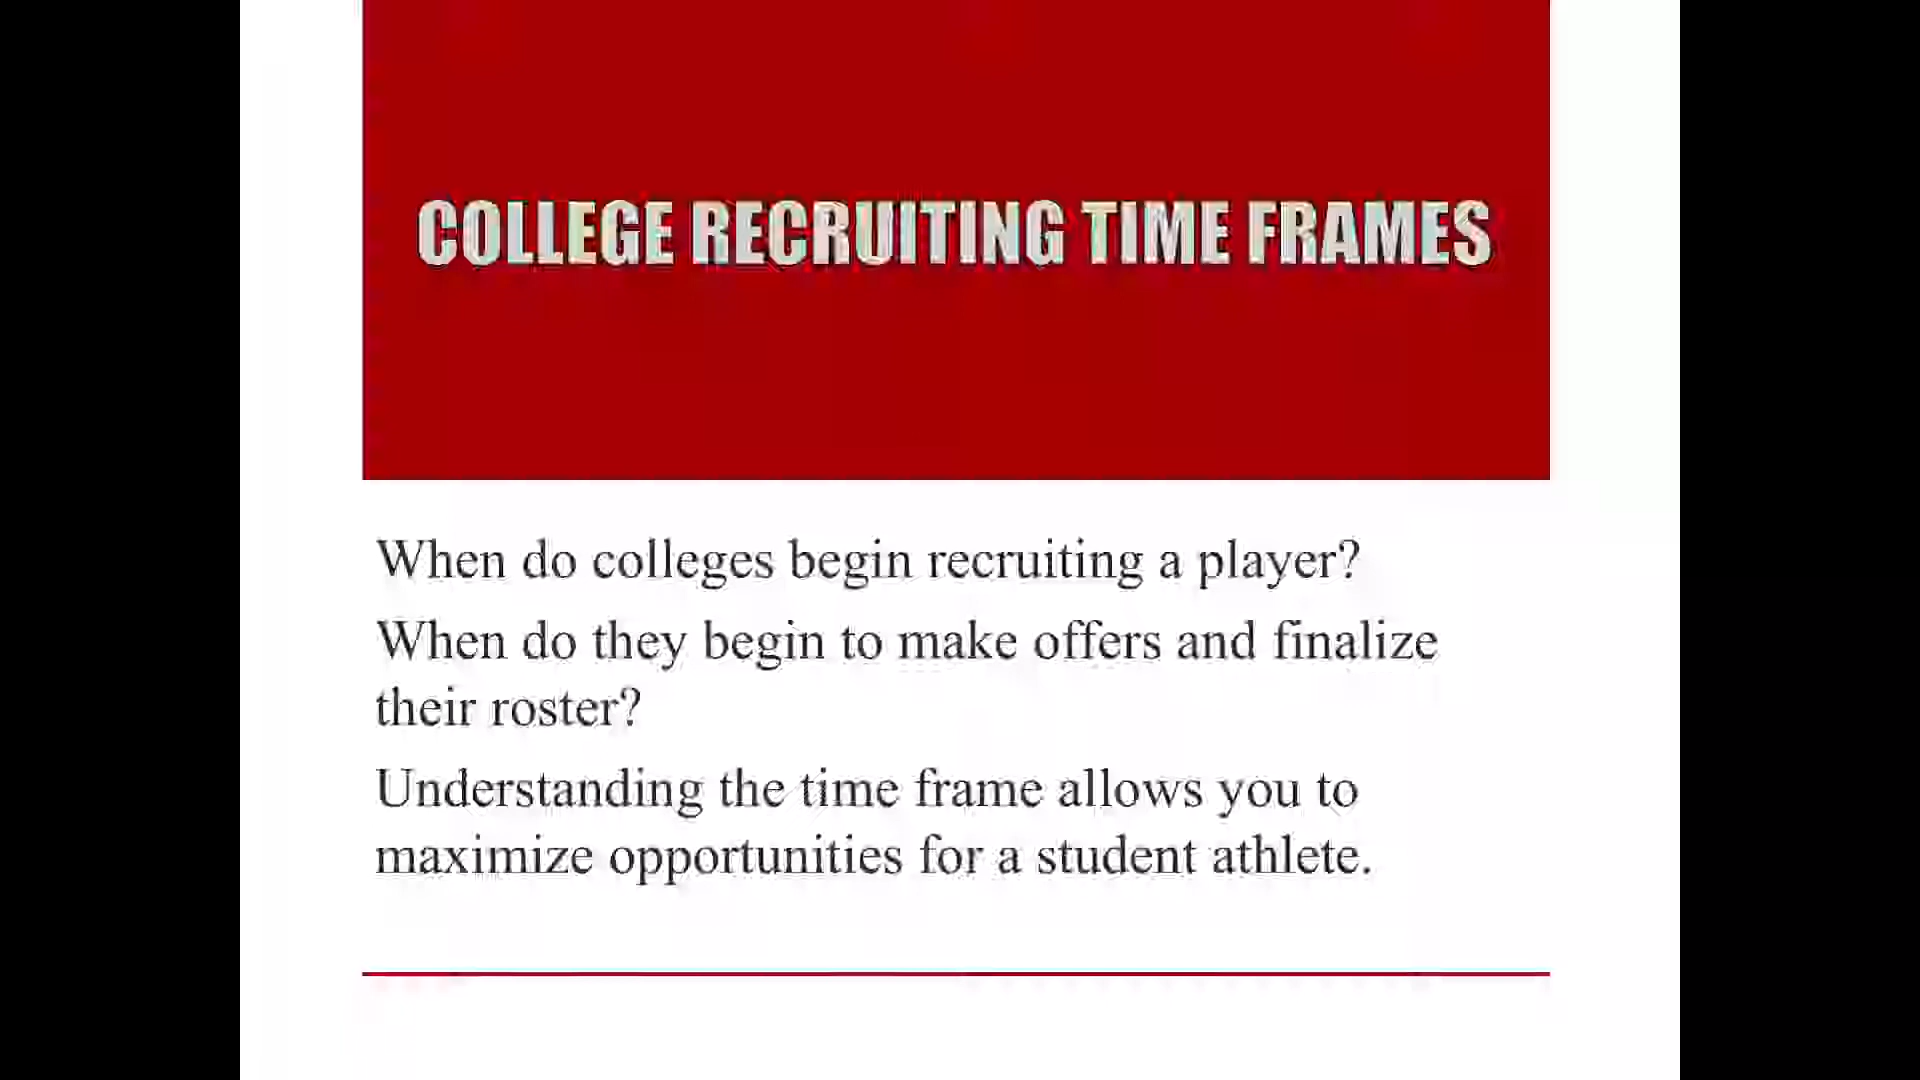 COLLEGE RECRUITING TIME FRAMES
When do colleges begin recruiting a player?
When do they begin to make offers and finalize
their roster?
Understanding the time frame allows you to
maximize opportunities for a student athlete.